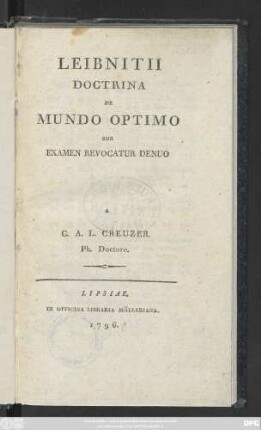 LEIBNITII
DOCTRINA
DE
MUNDO OPTIMO
SUB
EXAMEN REVOCATUR DENUO
A
C. A. L. CREUZER.
Ph. Doctore.
LIPSIAE,
IN OFFICINA LIBRARIA MÜLLERIANA.
1796.